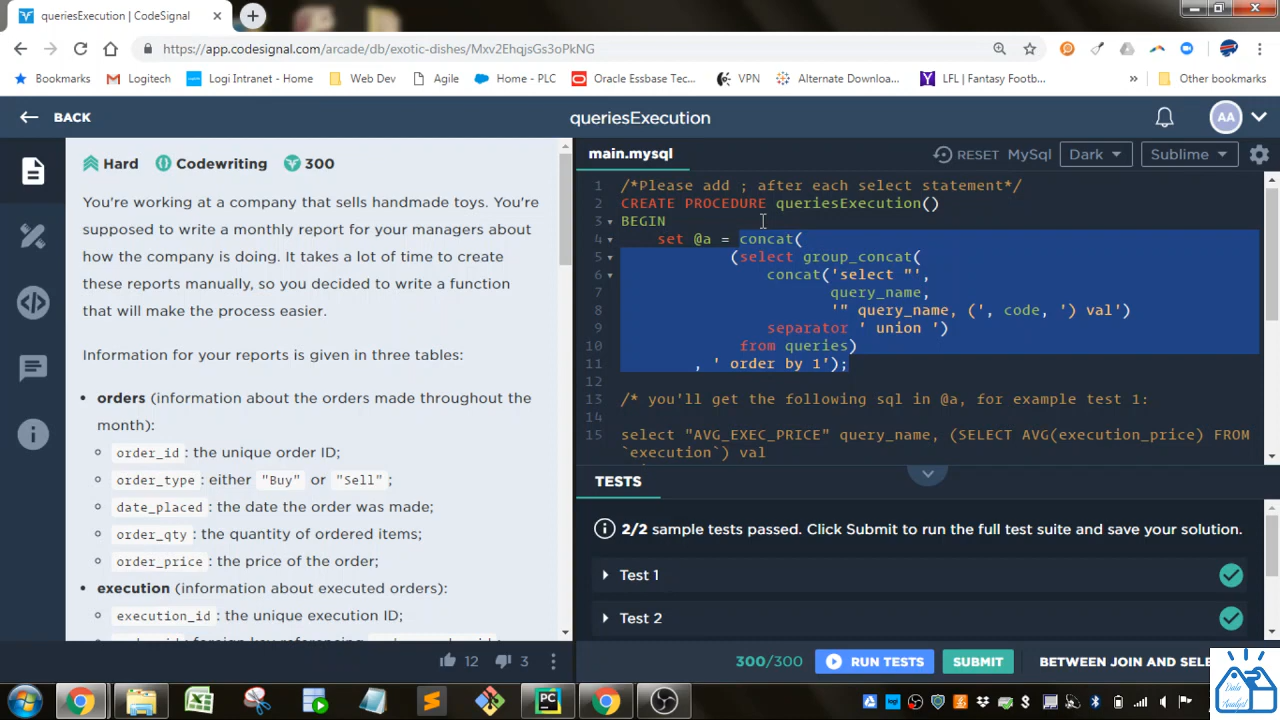 queriesExecution | CodeSignal
https://app.codesignal.com/arcade/db/exotic-dishes/Mxv2EhqjsGs3oPkNG
Bookmarks
Logitech
Logi Intranet - Home
Web Dev
Agile
Home - PLC
Oracle Essbase Tec...
VPN
Alternate Downloa...
LFL | Fantasy Footb...
»
Other bookmarks
BACK
queriesExecution
AA
Hard
Codewriting
300
You're working at a company that sells handmade toys. You're
supposed to write a monthly report for your managers about
how the company is doing. It takes a lot of time to create
these reports manually, so you decided to write a function
that will make the process easier.
Information for your reports is given in three tables:
• orders (information about the orders made throughout the
month):
order_id : the unique order ID;
order_type : either "Buy" or "Sell" ;
date_placed : the date the order was made;
order_qty : the quantity of ordered items;
order_price : the price of the order;
• execution (information about executed orders):
execution_id : the unique execution ID;
12
3
main.mysql
RESET
MySql
Dark
Sublime
1 /*Please add ; after each select statement*/
2 CREATE PROCEDURE queriesExecution()
3 BEGIN
4 set @a = concat(
5 (select group_concat(
6 concat('select "',
7 query_name,
8 '" query_name, (', code, ') val')
9 separator ' union ')
10 from queries)
11 , ' order by 1');
12
13 /* you'll get the following sql in @a, for example test 1:
14
15 select "AVG_EXEC_PRICE" query_name, (SELECT AVG(execution_price) FROM
`execution`) val
TESTS
2/2 sample tests passed. Click Submit to run the full test suite and save your solution.
Test 1
Test 2
300/300
RUN TESTS
SUBMIT
BETWEEN JOIN AND SELE
Data
Analyst